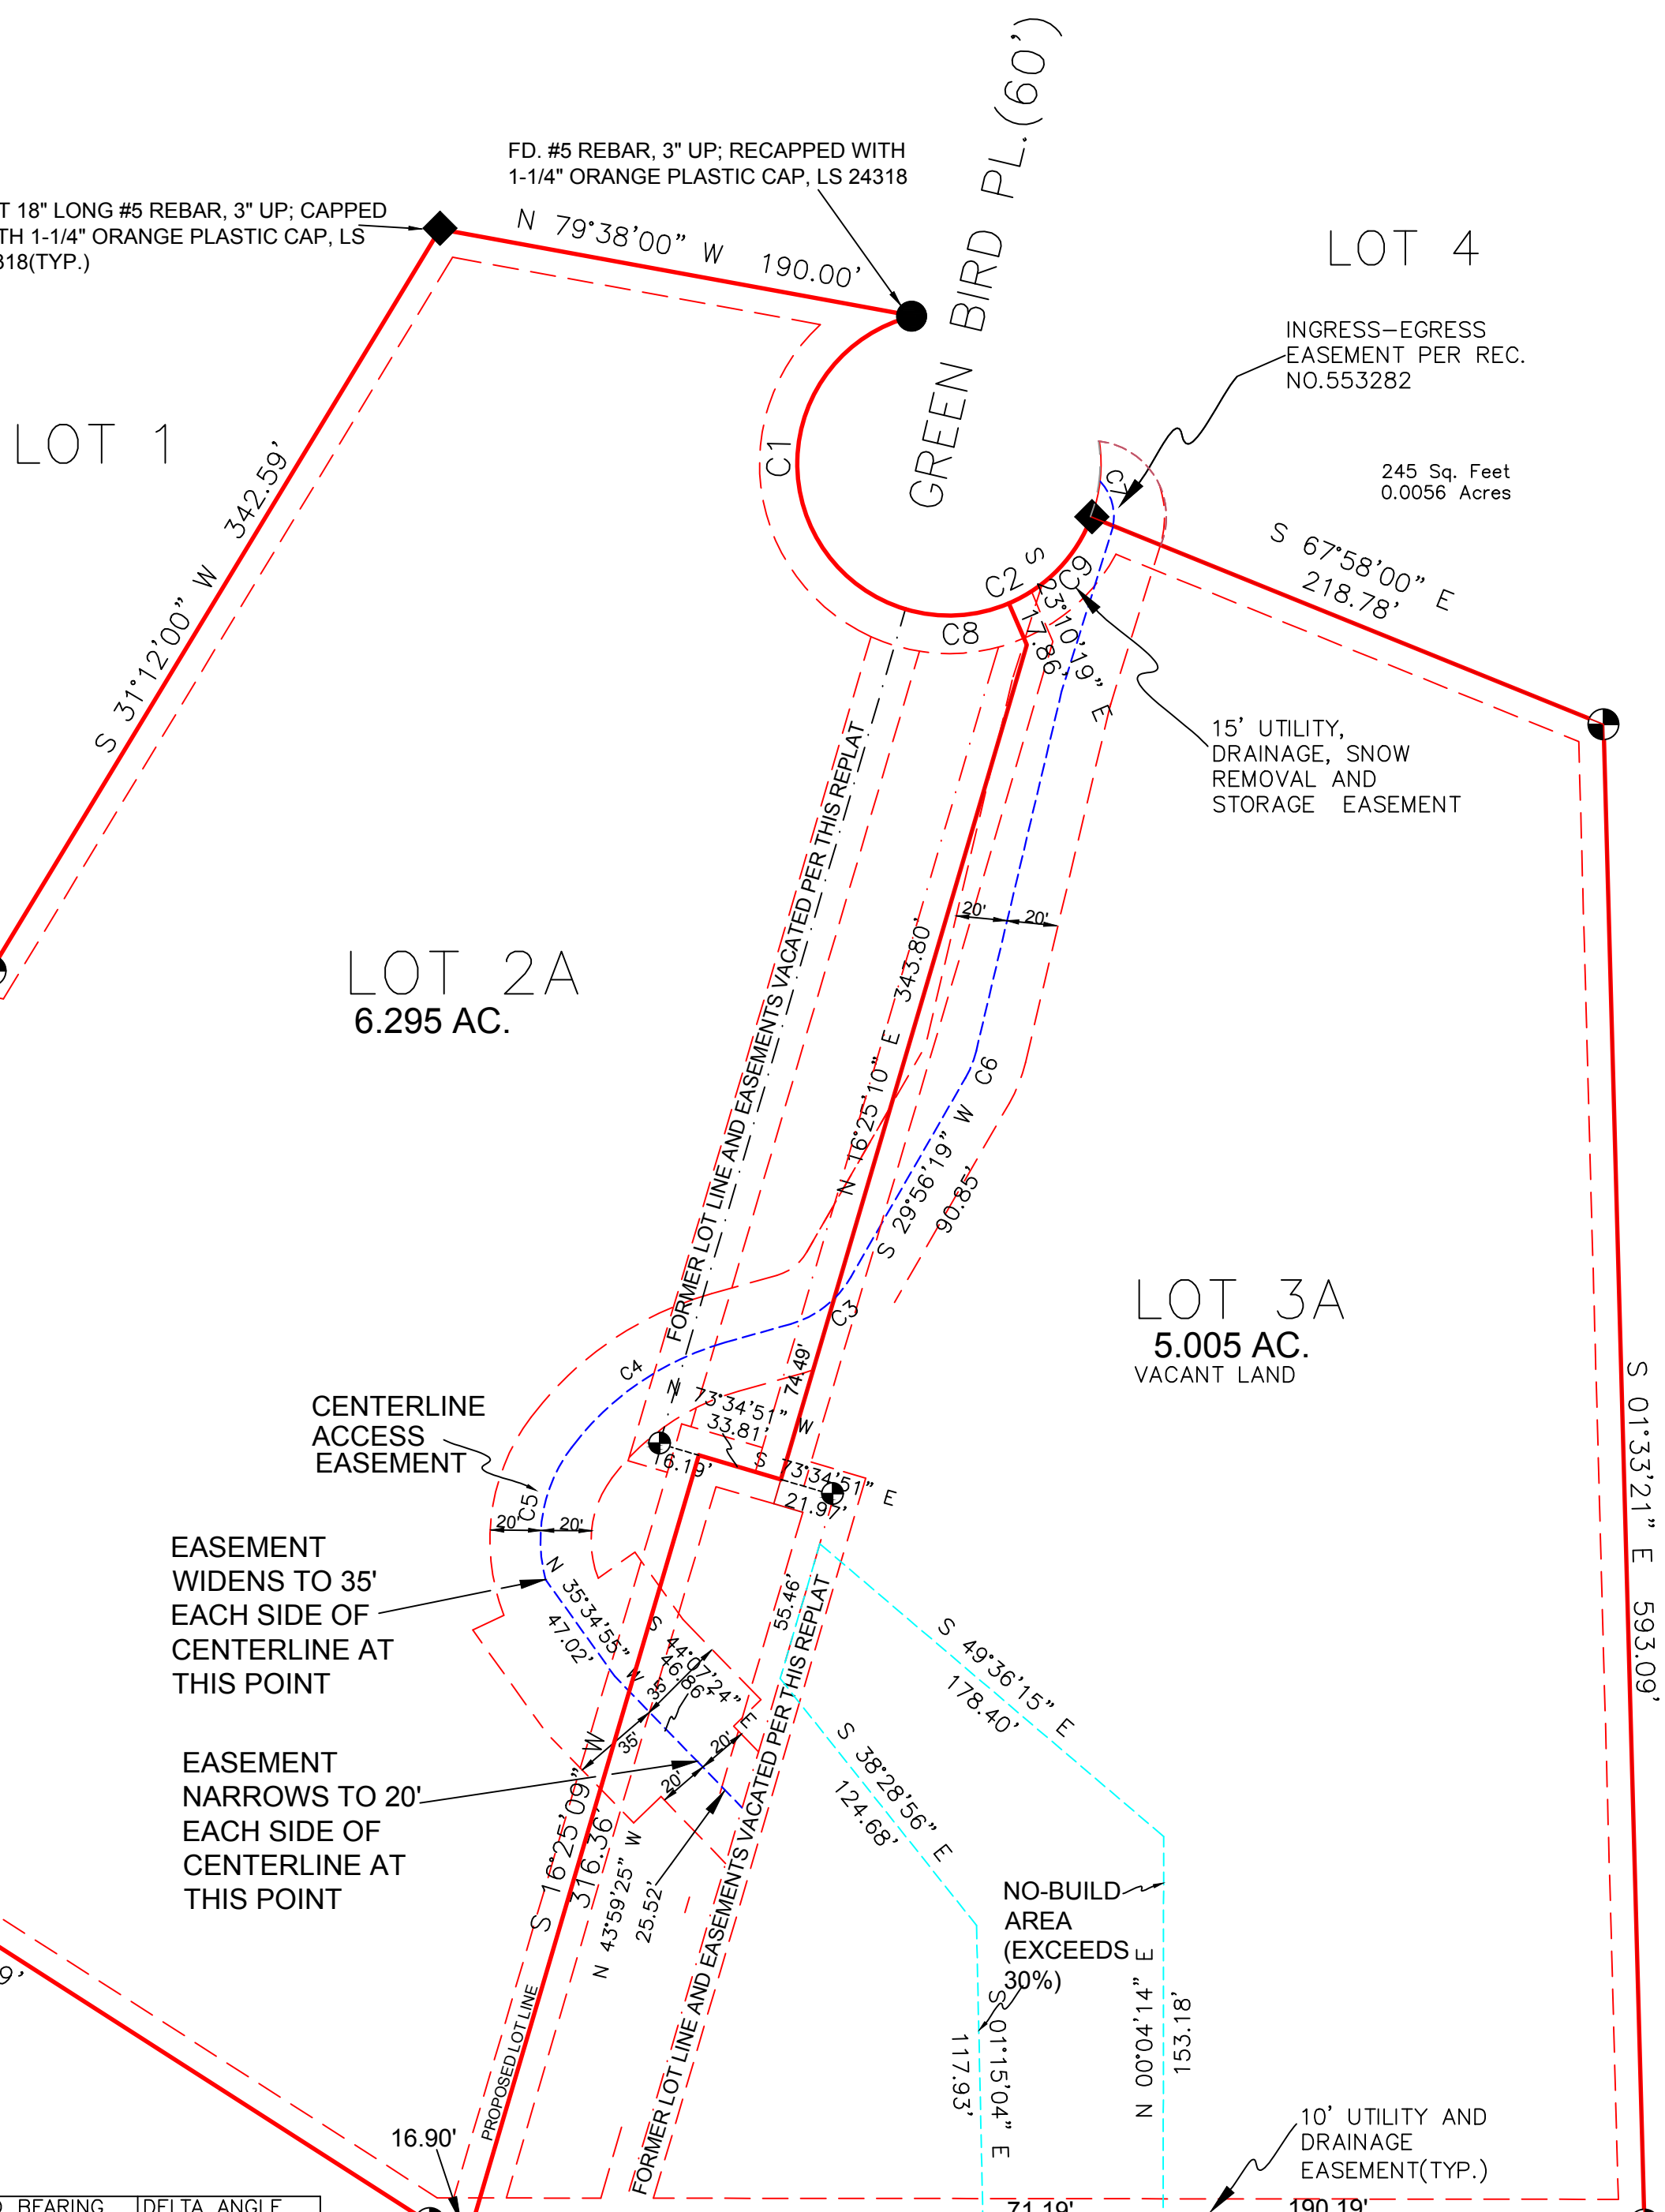 GREEN BIRD PL.(60')
FD. #5 REBAR, 3" UP; RECAPPED WITH
1-1/4" ORANGE PLASTIC CAP, LS 24318
T 18" LONG #5 REBAR, 3" UP; CAPPED
TH 1-1/4" ORANGE PLASTIC CAP, LS
318(TYP.)
N 79°38'00" W 190.00'
LOT 4
INGRESS-EGRESS
EASEMENT PER REC.
NO.553282
LOT 1
S 31°12'00" W 342.59'
C1
C7
245 Sq. Feet
0.0056 Acres
S 67°58'00" E
218.78'
C2
C9
C8
S 23°10'19" E
17.86'
15' UTILITY,
DRAINAGE, SNOW
REMOVAL AND
STORAGE EASEMENT
FORMER LOT LINE AND EASEMENTS VACATED PER THIS REPLAT
20'
20'
N 16°25'10" E 343.80'
LOT 2A
6.295 AC.
C6
S 29°56'19" W
90.85'
LOT 3A
5.005 AC.
VACANT LAND
C3
C4
74.49'
N 73°34'51" W
33.81'
16.19'
S 73°34'51" E
21.97'
CENTERLINE
ACCESS
EASEMENT
C5
20'
20'
EASEMENT
WIDENS TO 35'
EACH SIDE OF
CENTERLINE AT
THIS POINT
N 35°34'55" W
47.02'
S 44°07'24" E
46.86'
35'
35'
20'
20'
55.46'
S 49°36'15" E
178.40'
S 01°33'21" E 593.09'
S 38°28'56" E
124.68'
EASEMENT
NARROWS TO 20'
EACH SIDE OF
CENTERLINE AT
THIS POINT
S 16°25'09" W
316.36'
N 43°59'25" W
25.52'
FORMER LOT LINE AND EASEMENTS VACATED PER THIS REPLAT
NO-BUILD
AREA
(EXCEEDS
30%)
N 00°04'14" E
153.18'
S 01°15'04" E
117.93'
9'
PROPOSED LOT LINE
16.90'
10' UTILITY AND
DRAINAGE
EASEMENT(TYP.)
BEARING
DELTA ANGLE
71.19'
190.19'